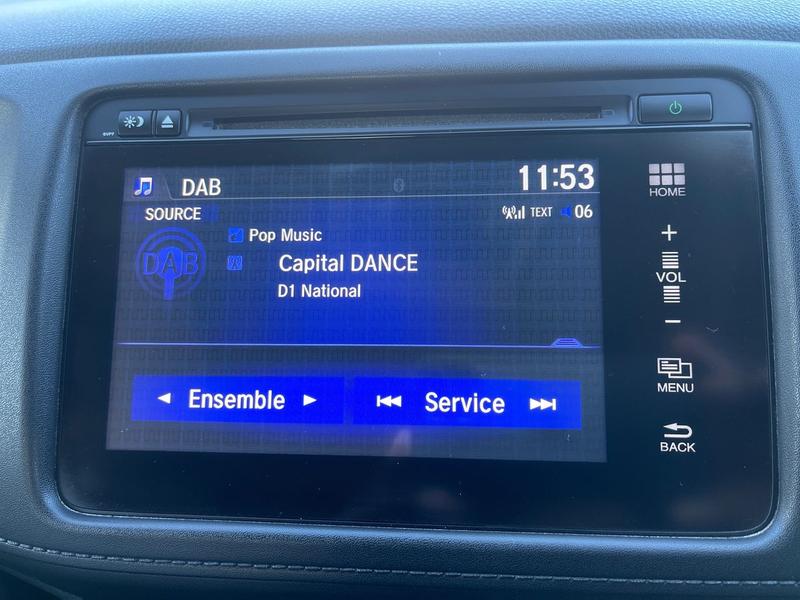 DAB
11:53
SOURCE
TEXT 06
Pop Music
DAB
Capital DANCE
D1 National
Ensemble
Service
HOME
+
VOL
−
MENU
BACK